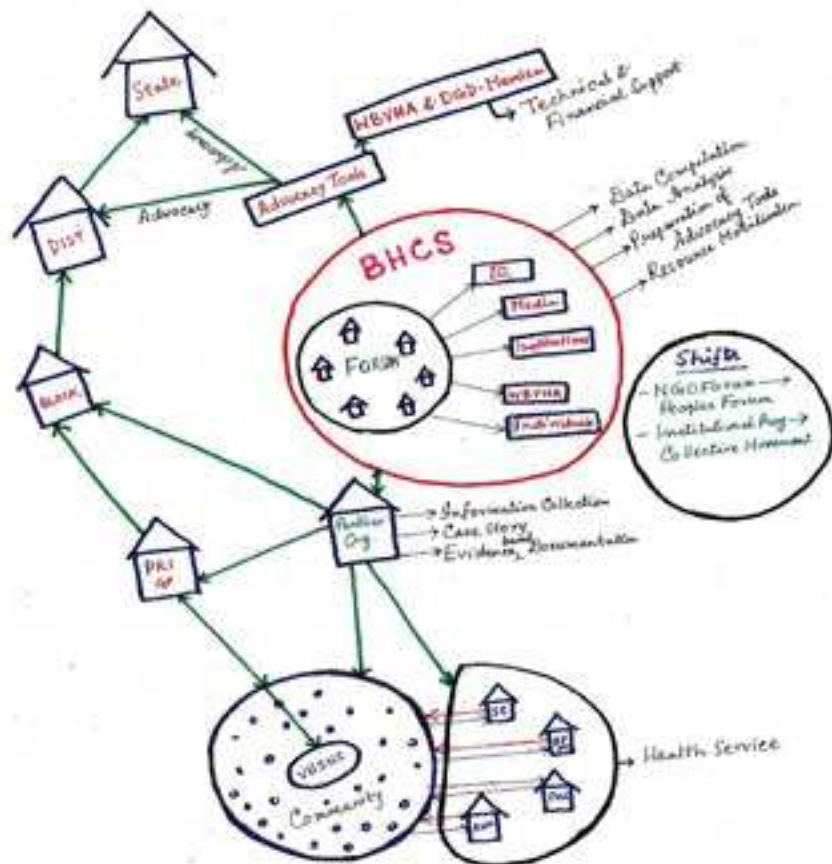 State
WBVHA & DGD-Memisa
Technical &
Financial Support
Advocacy
Advocacy Tools
Advocacy
DIST
Data Compilation
Data Analysis
Preparation of
Advocacy Tools
Resource Mobilisation
BHCS
Media
Institutions
WBVHA
Individuals
FORUM
BLOCK
Shifts
- NGO Forum →
Peoples Forum
- Institutional Prog →
Collective Movement
Partner
Org
Information Collection
Case Story
Evidence based Documentation
PRI
GP
SC
Health Service
VHSNC
Community